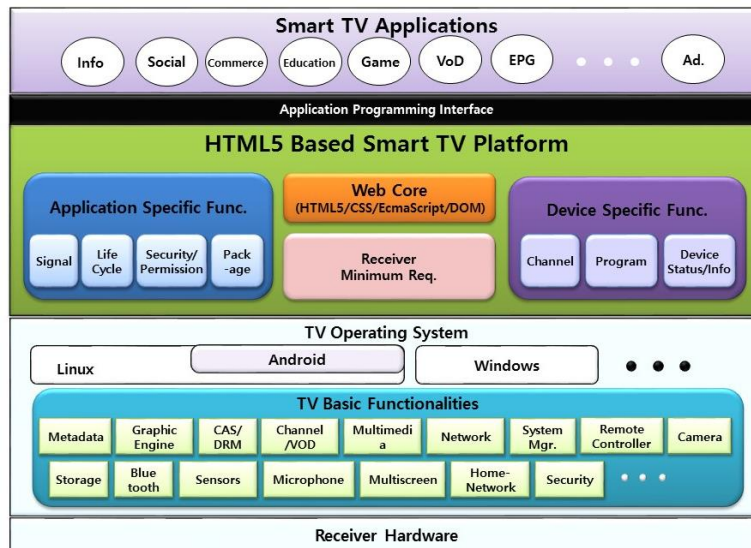 Smart TV Applications
Info Social Commerce Education Game VoD EPG Ad.
Application Programming Interface
HTML5 Based Smart TV Platform
Application Specific Func.
Signal
Life
Cycle
Security/
Permission
Pack
-age
Web Core
(HTML5/CSS/EcmaScript/DOM)
Receiver
Minimum Req.
Device Specific Func.
Channel
Program
Device
Status/Info
TV Operating System
Linux
Android
Windows
TV Basic Functionalities
Metadata
Graphic
Engine
CAS/
DRM
Channel
/VOD
Multimedi
a
Network
System
Mgr.
Remote
Controller
Camera
Storage
Blue
tooth
Sensors
Microphone
Multiscreen
Home-
Network
Security
Receiver Hardware